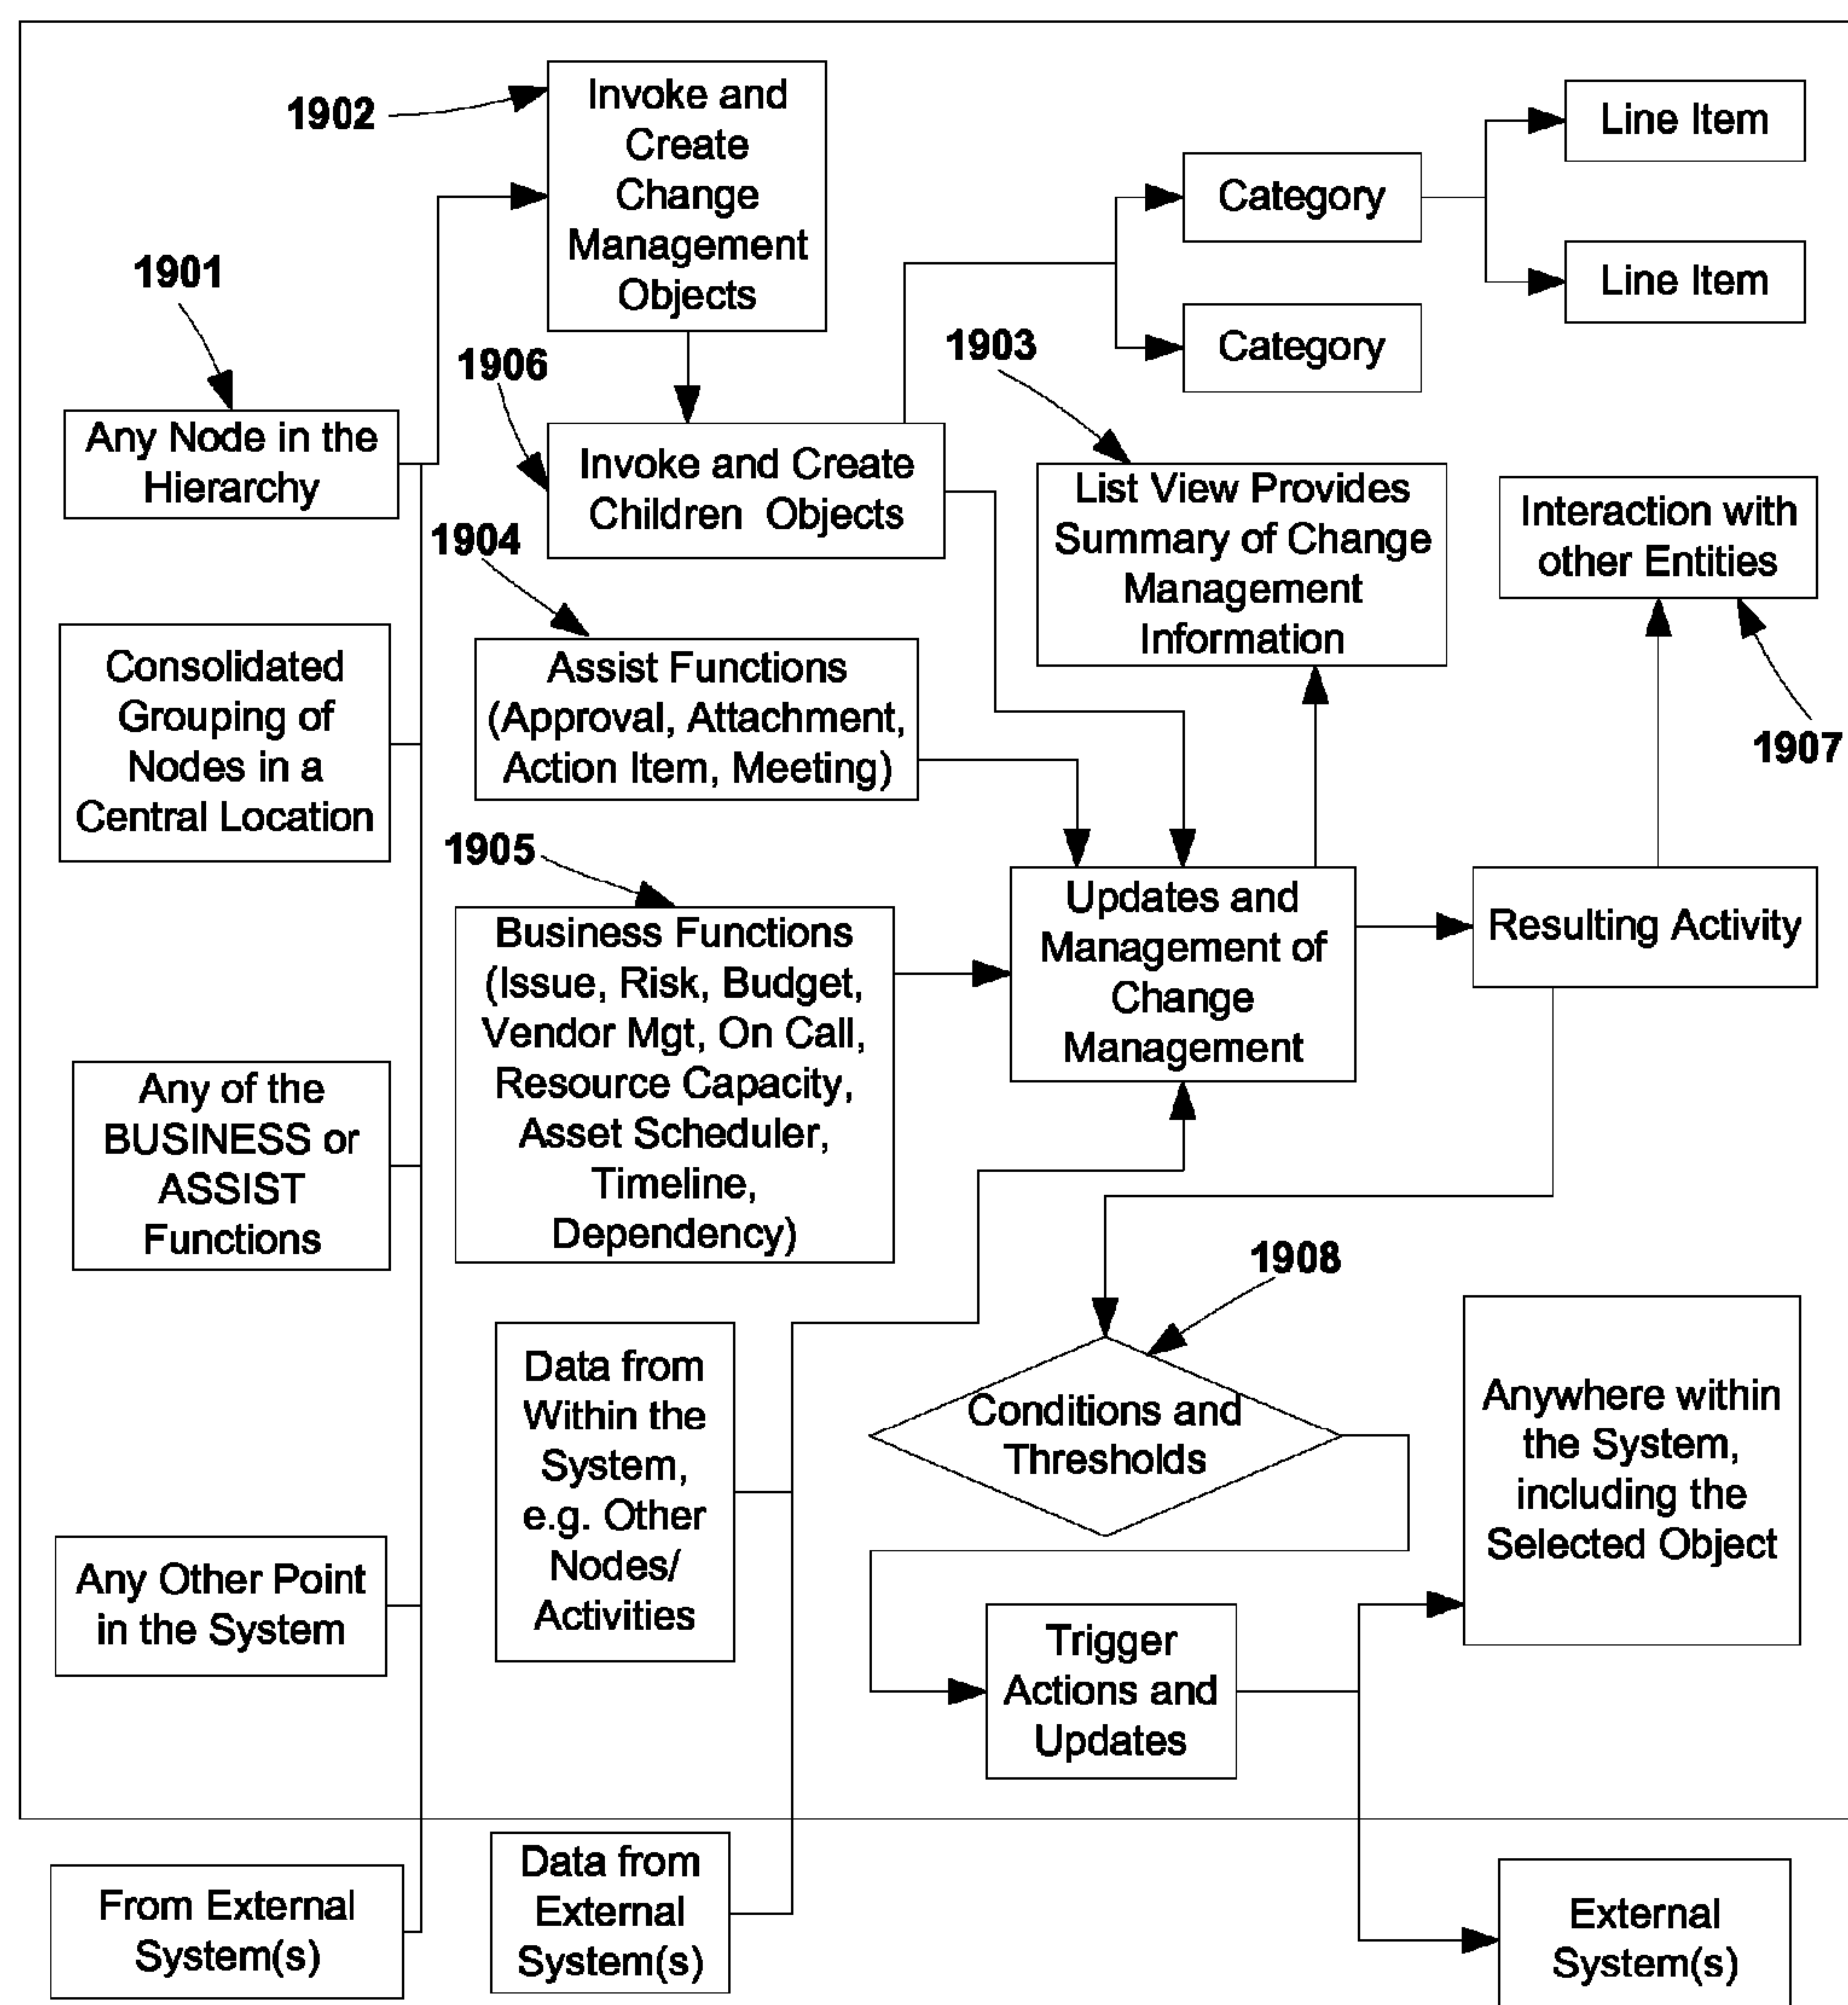 1902
Invoke and
Create
Change
Management
Objects
Line Item
Category
Line Item
Category
1901
1906
1903
Any Node in the
Hierarchy
Invoke and Create
Children Objects
List View Provides
Summary of Change
Management
Information
Interaction with
other Entities
1907
1904
Consolidated
Grouping of
Nodes in a
Central Location
Assist Functions
(Approval, Attachment,
Action Item, Meeting)
1905
Business Functions
(Issue, Risk, Budget,
Vendor Mgt, On Call,
Resource Capacity,
Asset Scheduler,
Timeline,
Dependency)
Updates and
Management of
Change
Management
Resulting Activity
Any of the
BUSINESS or
ASSIST
Functions
1908
Data from
Within the
System,
e.g. Other
Nodes/
Activities
Conditions and
Thresholds
Anywhere within
the System,
including the
Selected Object
Any Other Point
in the System
Trigger
Actions and
Updates
From External
System(s)
Data from
External
System(s)
External
System(s)